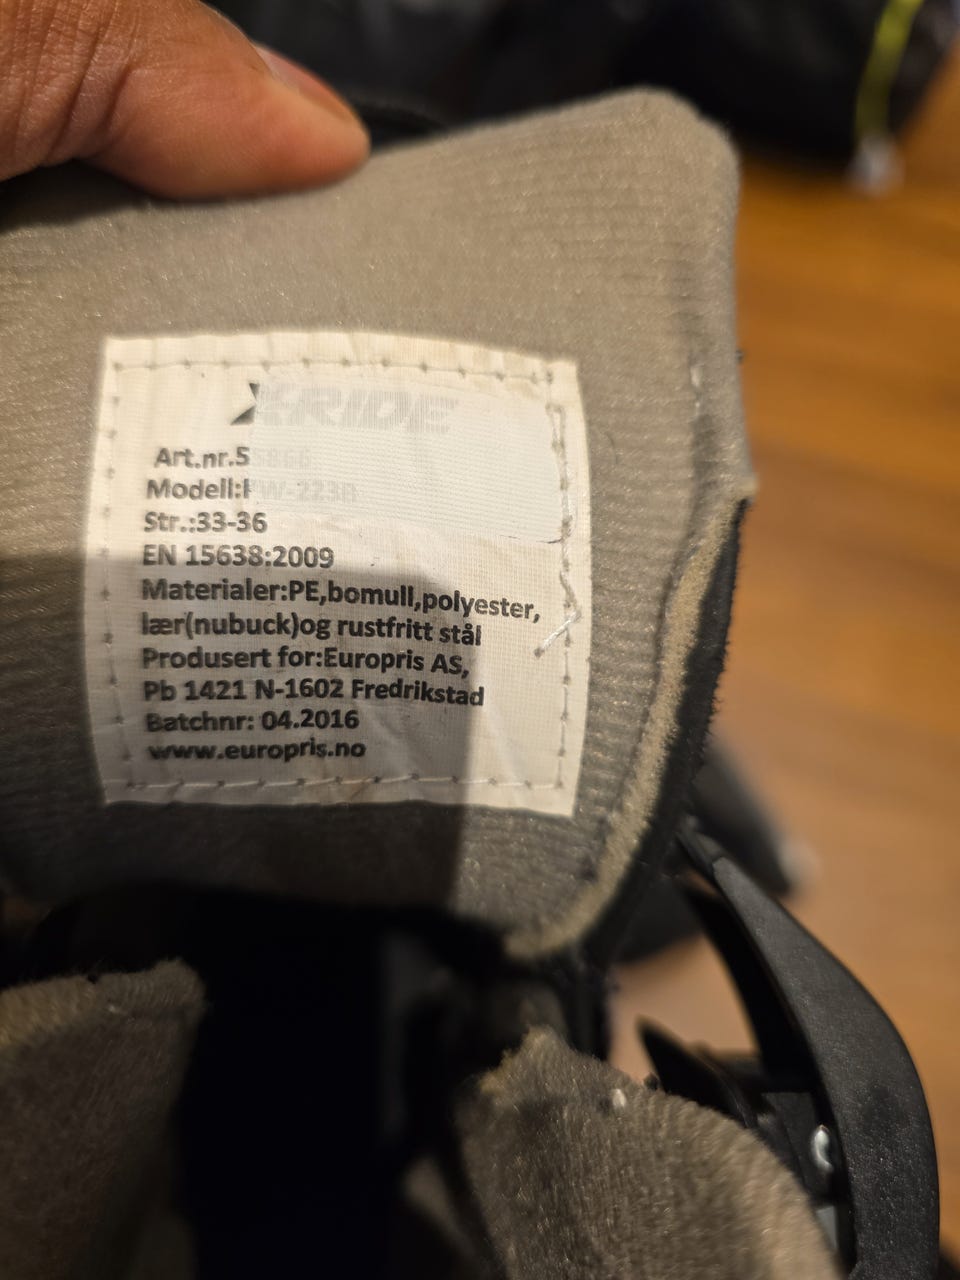 XRIDE
Art.nr.5
Modell:
Str.:33-36
EN 15638:2009
Materialer:PE,bomull,polyester,
lær(nubuck)og rustfritt stål
Produsert for:Europris AS,
Pb 1421 N-1602 Fredrikstad
Batchnr: 04.2016
www.europris.no